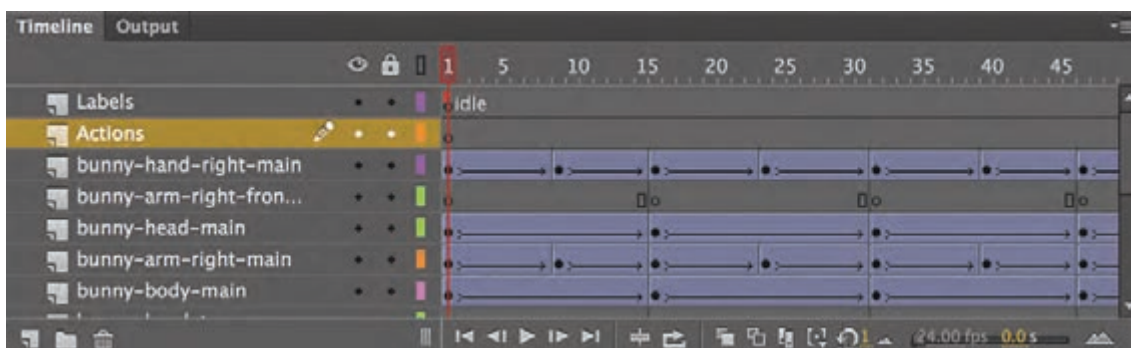 Timeline Output
1 5 10 15 20 25 30 35 40 45
Labels idle
Actions
bunny-hand-right-main
bunny-arm-right-fron...
bunny-head-main
bunny-arm-right-main
bunny-body-main
1 24.00 fps 0.0 s